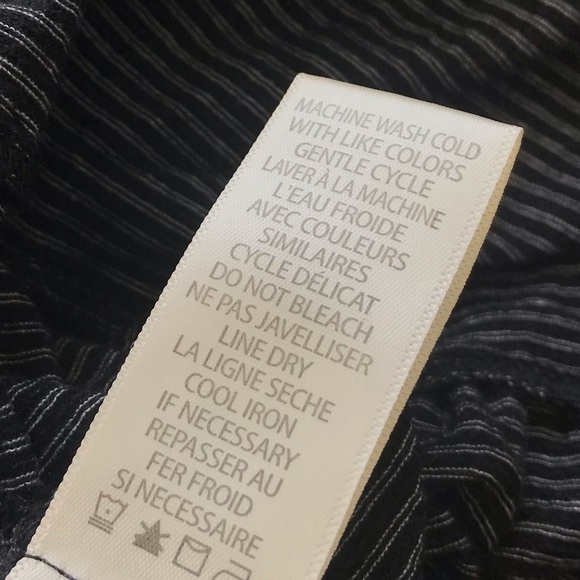 MACHINE WASH COLD
WITH LIKE COLORS
GENTLE CYCLE
LAVER À LA MACHINE
L'EAU FROIDE
AVEC COULEURS
SIMILAIRES
CYCLE DÉLICAT
DO NOT BLEACH
NE PAS JAVELLISER
LINE DRY
LA LIGNE SECHE
COOL IRON
IF NECESSARY
REPASSER AU
FER FROID
SI NECESSAIRE